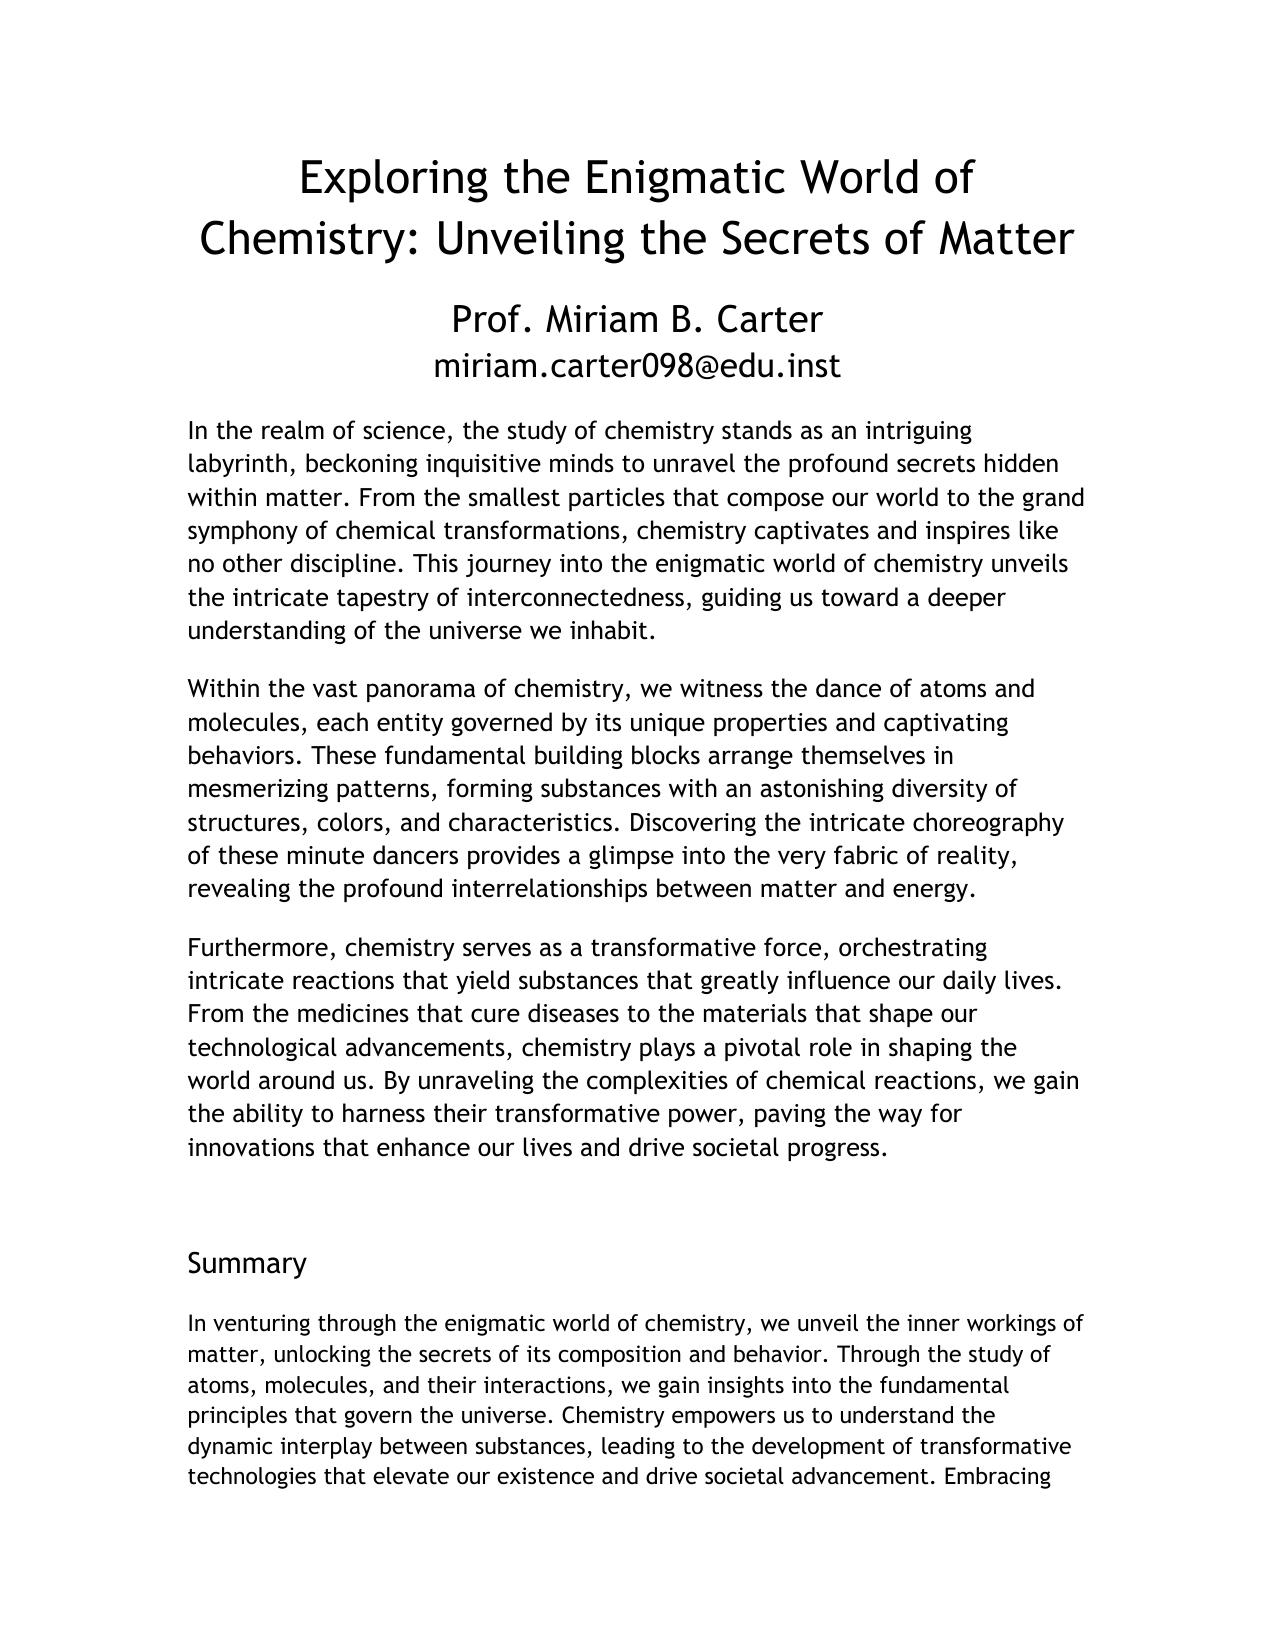 Exploring the Enigmatic World of
Chemistry: Unveiling the Secrets of Matter
Prof. Miriam B. Carter
miriam.carter098@edu.inst
In the realm of science, the study of chemistry stands as an intriguing
labyrinth, beckoning inquisitive minds to unravel the profound secrets hidden
within matter. From the smallest particles that compose our world to the grand
symphony of chemical transformations, chemistry captivates and inspires like
no other discipline. This journey into the enigmatic world of chemistry unveils
the intricate tapestry of interconnectedness, guiding us toward a deeper
understanding of the universe we inhabit.
Within the vast panorama of chemistry, we witness the dance of atoms and
molecules, each entity governed by its unique properties and captivating
behaviors. These fundamental building blocks arrange themselves in
mesmerizing patterns, forming substances with an astonishing diversity of
structures, colors, and characteristics. Discovering the intricate choreography
of these minute dancers provides a glimpse into the very fabric of reality,
revealing the profound interrelationships between matter and energy.
Furthermore, chemistry serves as a transformative force, orchestrating
intricate reactions that yield substances that greatly influence our daily lives.
From the medicines that cure diseases to the materials that shape our
technological advancements, chemistry plays a pivotal role in shaping the
world around us. By unraveling the complexities of chemical reactions, we gain
the ability to harness their transformative power, paving the way for
innovations that enhance our lives and drive societal progress.
Summary
In venturing through the enigmatic world of chemistry, we unveil the inner workings of
matter, unlocking the secrets of its composition and behavior. Through the study of
atoms, molecules, and their interactions, we gain insights into the fundamental
principles that govern the universe. Chemistry empowers us to understand the
dynamic interplay between substances, leading to the development of transformative
technologies that elevate our existence and drive societal advancement. Embracing